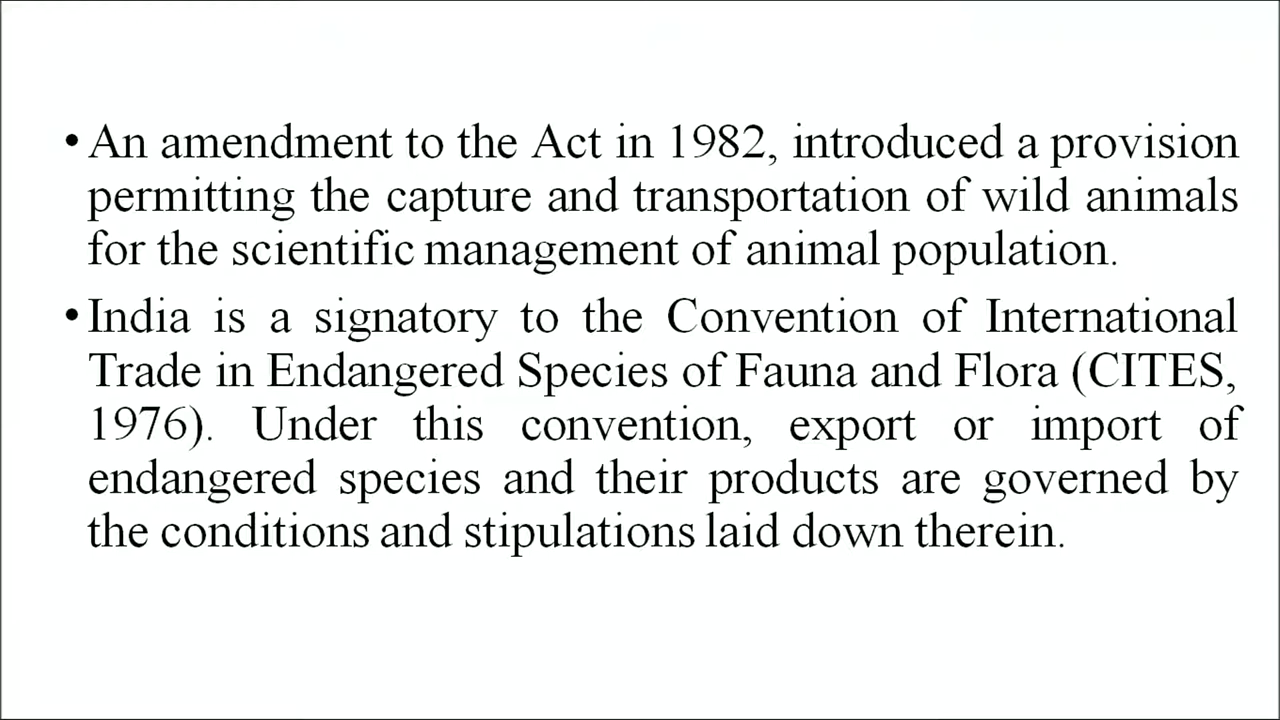 • An amendment to the Act in 1982, introduced a provision
permitting the capture and transportation of wild animals
for the scientific management of animal population.
• India is a signatory to the Convention of International
Trade in Endangered Species of Fauna and Flora (CITES,
1976). Under this convention, export or import of
endangered species and their products are governed by
the conditions and stipulations laid down therein.